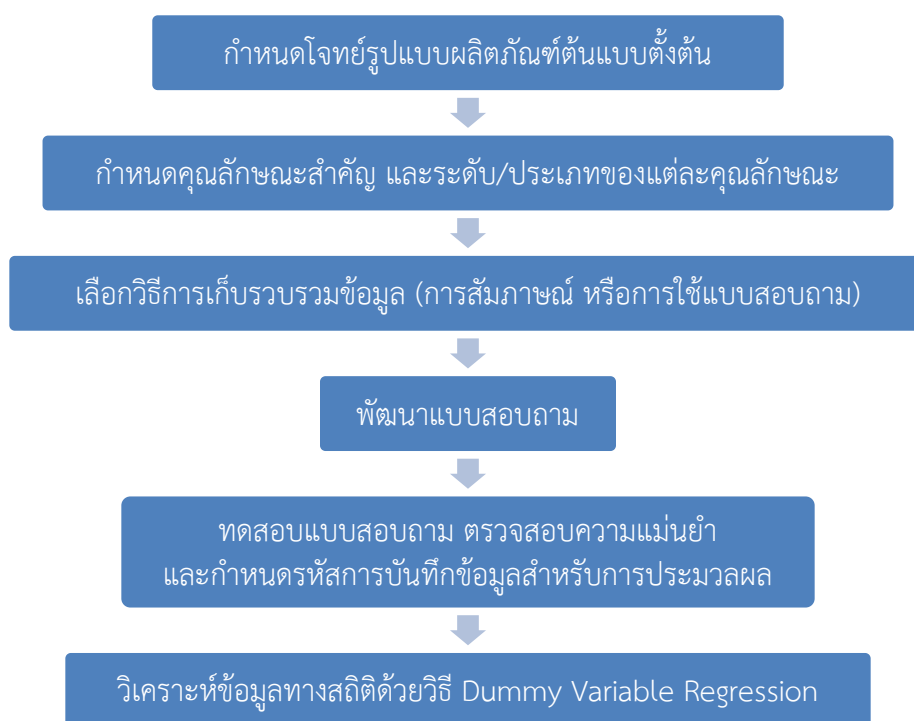 กำหนดโจทย์รูปแบบผลิตภัณฑ์ต้นแบบตั้งต้น
กำหนดคุณลักษณะสำคัญ และระดับ/ประเภทของแต่ละคุณลักษณะ
เลือกวิธีการเก็บรวบรวมข้อมูล (การสัมภาษณ์ หรือการใช้แบบสอบถาม)
พัฒนาแบบสอบถาม
ทดสอบแบบสอบถาม ตรวจสอบความแม่นยำ
และกำหนดรหัสการบันทึกข้อมูลสำหรับการประมวลผล
วิเคราะห์ข้อมูลทางสถิติด้วยวิธี Dummy Variable Regression